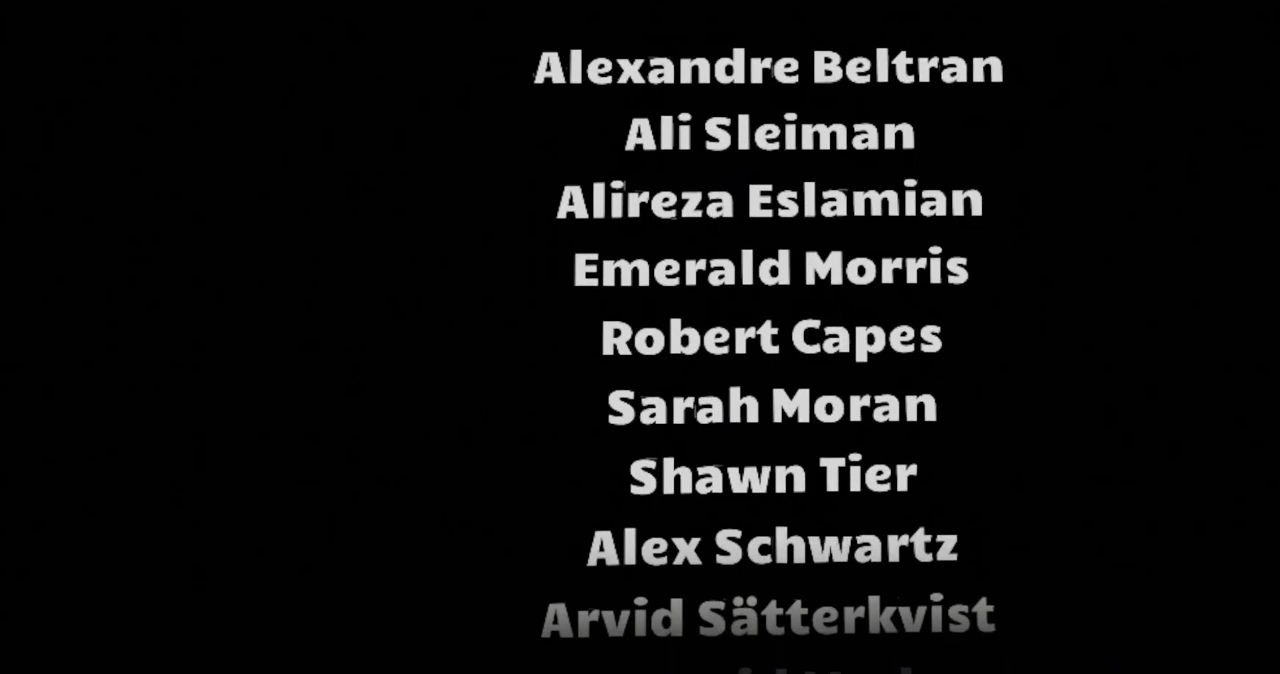 Alexandre Beltran
Ali Sleiman
Alireza Eslamian
Emerald Morris
Robert Capes
Sarah Moran
Shawn Tier
Alex Schwartz
Arvid Sätterkvist